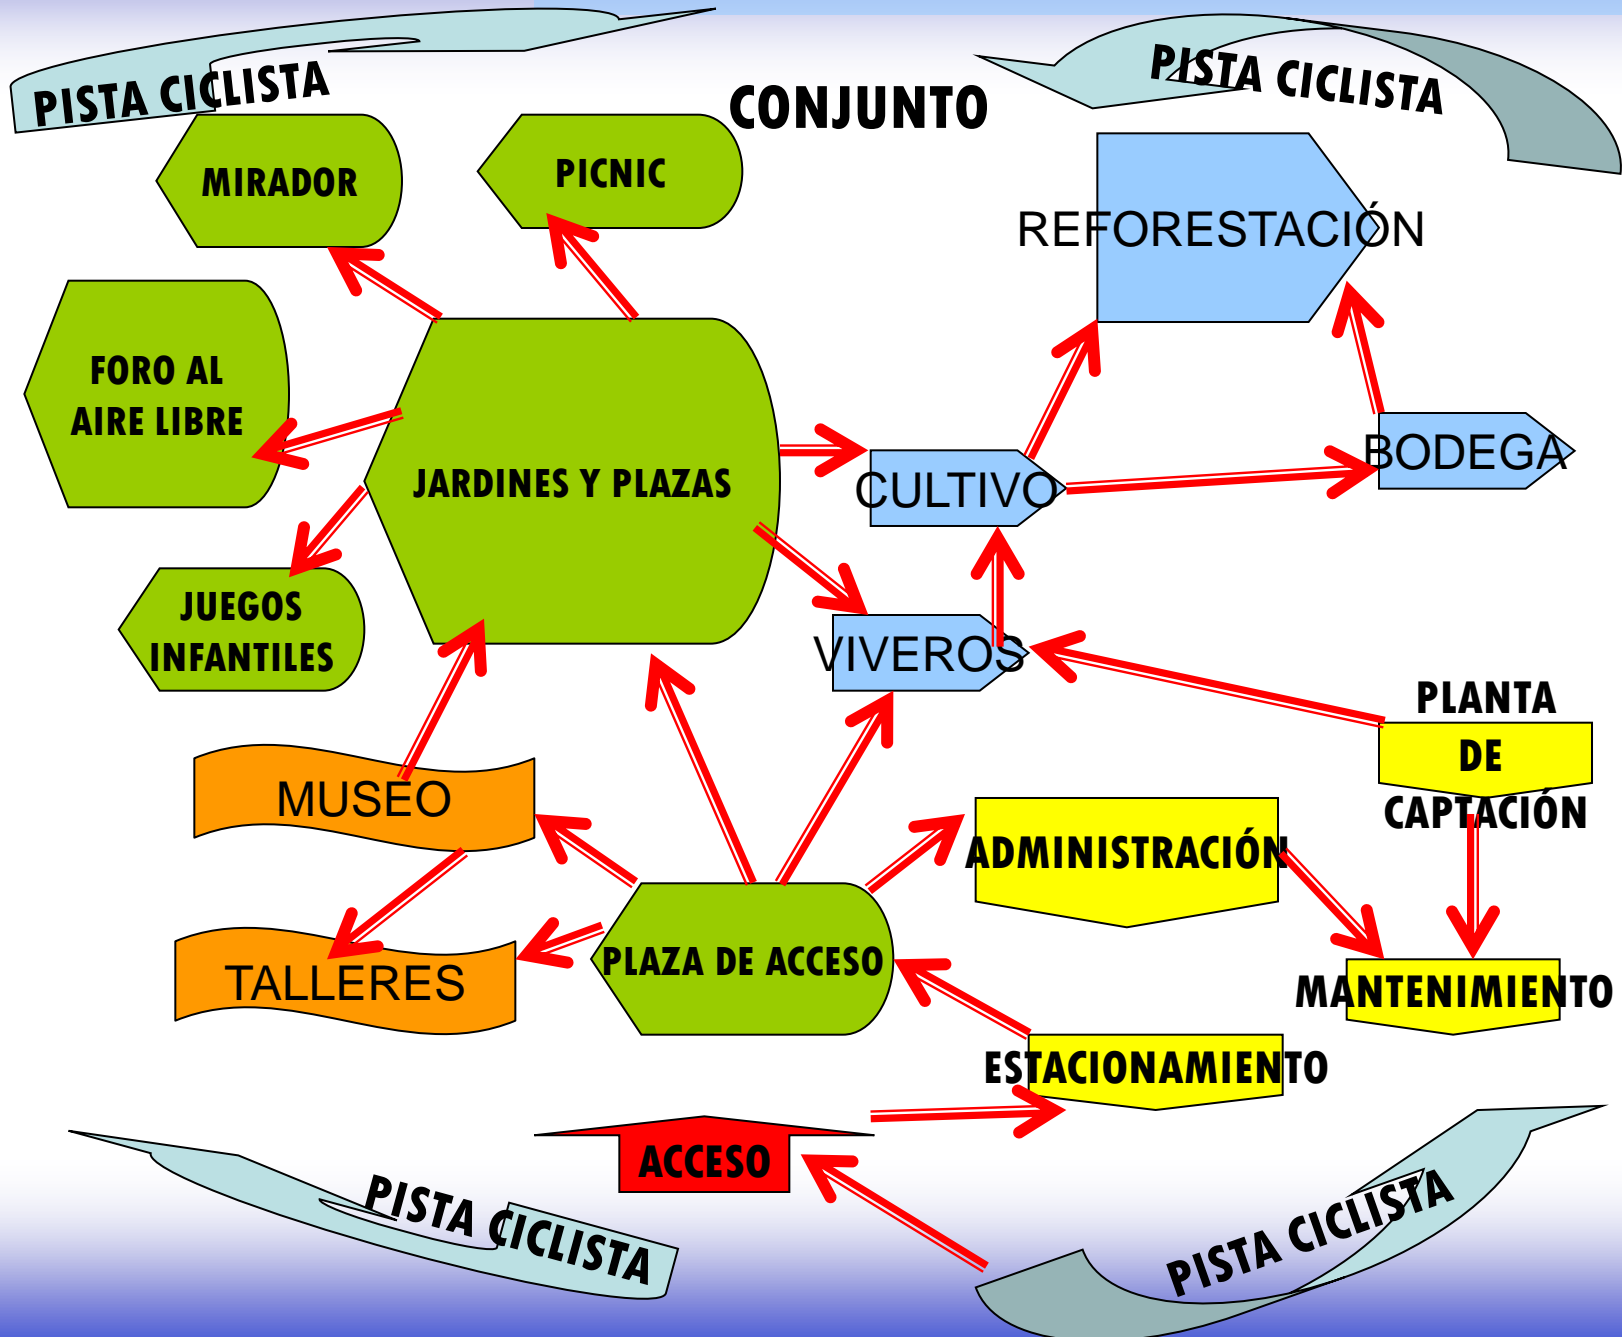 PISTA CICLISTA
PISTA CICLISTA
CONJUNTO
MIRADOR
PICNIC
REFORESTACIÓN
FORO AL
AIRE LIBRE
JARDINES Y PLAZAS
CULTIVO
BODEGA
JUEGOS
INFANTILES
VIVEROS
PLANTA
DE
CAPTACIÓN
MUSEO
ADMINISTRACIÓN
TALLERES
PLAZA DE ACCESO
MANTENIMIENTO
ESTACIONAMIENTO
ACCESO
PISTA CICLISTA
PISTA CICLISTA